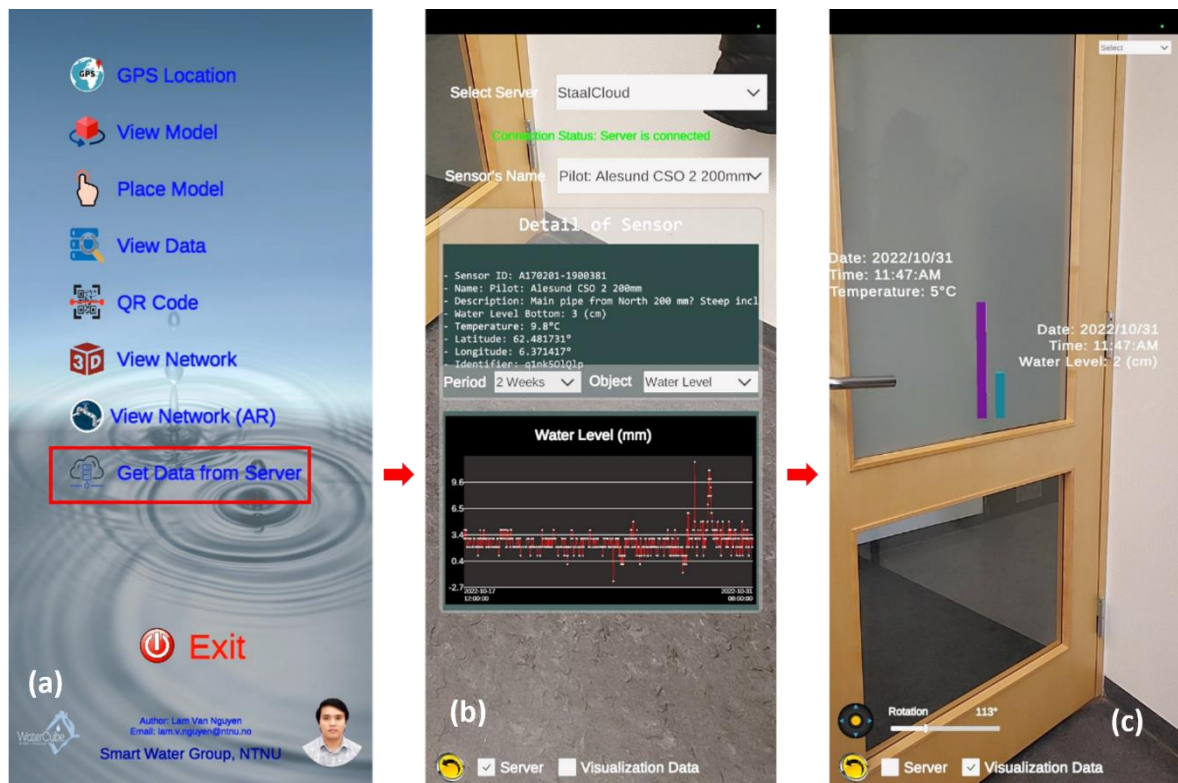 GPS
GPS Location
View Model
Place Model
View Data
QR Code
3D
View Network
View Network (AR)
Get Data from Server
Exit
(a)
WaterCube
Author: Lam Van Nguyen
Email: lam.v.nguyen@ntnu.no
Smart Water Group, NTNU
Select Server
StaalCloud
Connection Status: Server is connected
Sensor's Name
Pilot: Alesund CSO 2 200mm
Detail of Sensor
- Sensor ID: A170201-1900381
- Name: Pilot: Alesund CSO 2 200mm
- Description: Main pipe from North 200 mm? Steep incl
- Water Level Bottom: 3 (cm)
- Temperature: 9.8°C
- Latitude: 62.481731°
- Longitude: 6.371417°
- Identifier: q1nk5OlQlp
Period 2 Weeks Object Water Level
Water Level (mm)
9.6
6.5
3.4
0.4
-2.7
2022-10-17
12:00:00
2022-10-31
08:00:00
(b)
Server Visualization Data
Select
Date: 2022/10/31
Time: 11:47:AM
Temperature: 5°C
Date: 2022/10/31
Time: 11:47:AM
Water Level: 2 (cm)
Rotation 113°
(c)
Server Visualization Data